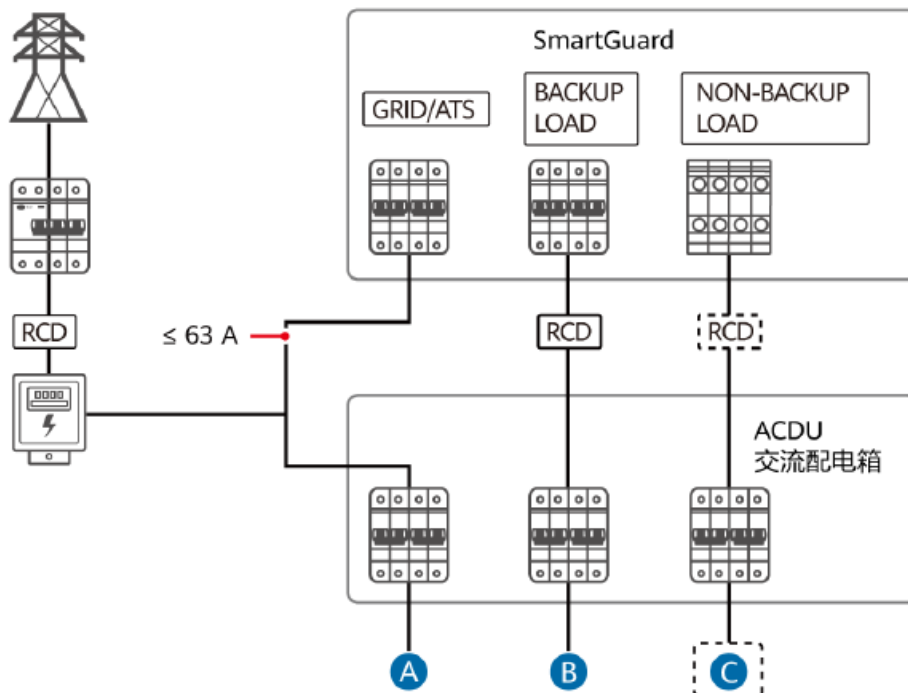 SmartGuard
GRID/ATS
BACKUP
LOAD
NON-BACKUP
LOAD
RCD
≤ 63 A
RCD
RCD
ACDU
交流配电箱
A
B
C